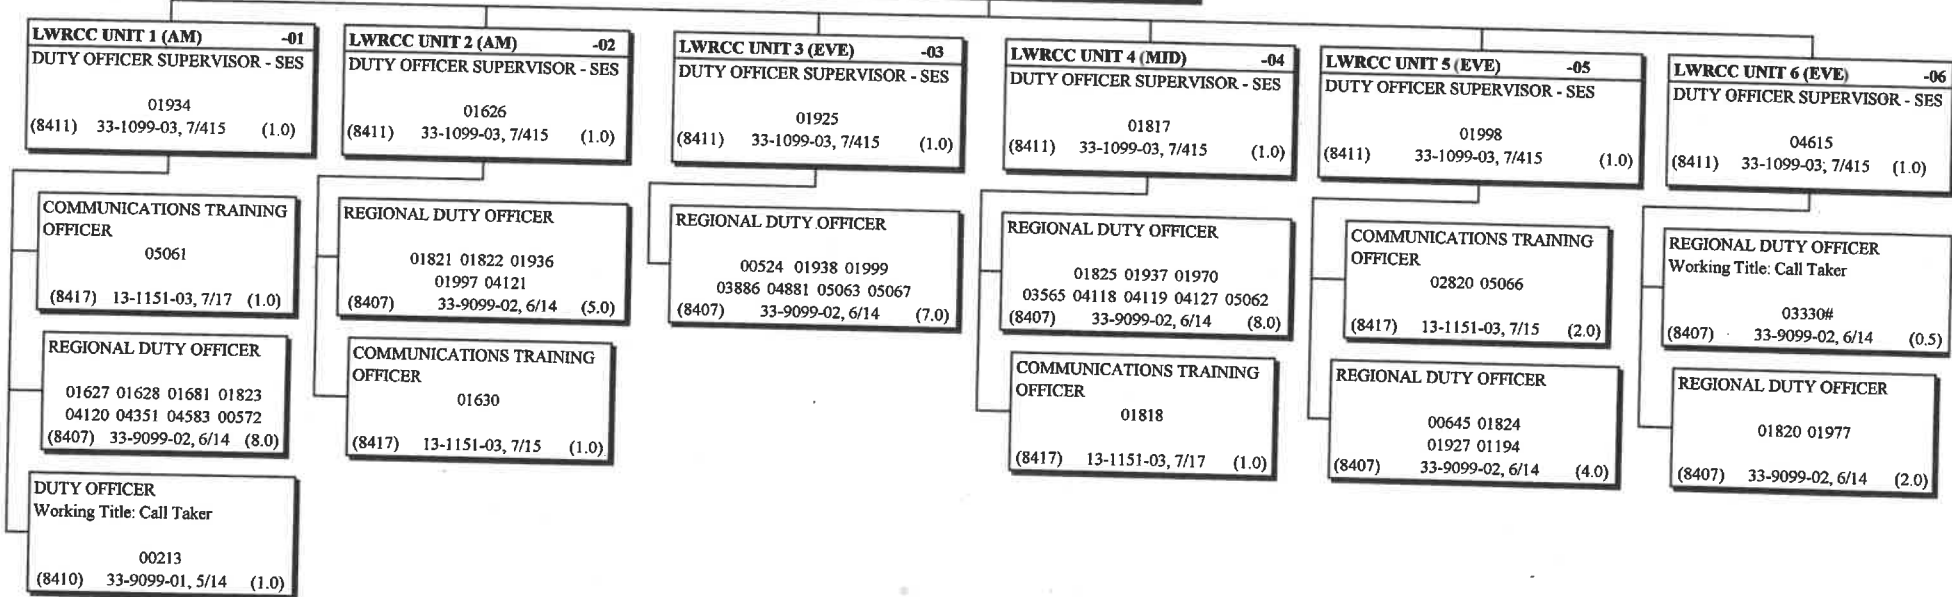 LWRCC UNIT 1 (AM) -01
DUTY OFFICER SUPERVISOR - SES
01934
(8411) 33-1099-03, 7/415 (1.0)
COMMUNICATIONS TRAINING
OFFICER
05061
(8417) 13-1151-03, 7/17 (1.0)
REGIONAL DUTY OFFICER
01627 01628 01681 01823
04120 04351 04583 00572
(8407) 33-9099-02, 6/14 (8.0)
DUTY OFFICER
Working Title: Call Taker
00213
(8410) 33-9099-01, 5/14 (1.0)
LWRCC UNIT 2 (AM) -02
DUTY OFFICER SUPERVISOR - SES
01626
(8411) 33-1099-03, 7/415 (1.0)
REGIONAL DUTY OFFICER
01821 01822 01936
01997 04121
(8407) 33-9099-02, 6/14 (5.0)
COMMUNICATIONS TRAINING
OFFICER
01630
(8417) 13-1151-03, 7/15 (1.0)
LWRCC UNIT 3 (EVE) -03
DUTY OFFICER SUPERVISOR - SES
01925
(8411) 33-1099-03, 7/415 (1.0)
REGIONAL DUTY OFFICER
00524 01938 01999
03886 04881 05063 05067
(8407) 33-9099-02, 6/14 (7.0)
LWRCC UNIT 4 (MID) -04
DUTY OFFICER SUPERVISOR - SES
01817
(8411) 33-1099-03, 7/415 (1.0)
REGIONAL DUTY OFFICER
01825 01937 01970
03565 04118 04119 04127 05062
(8407) 33-9099-02, 6/14 (8.0)
COMMUNICATIONS TRAINING
OFFICER
01818
(8417) 13-1151-03, 7/17 (1.0)
LWRCC UNIT 5 (EVE) -05
DUTY OFFICER SUPERVISOR - SES
01998
(8411) 33-1099-03, 7/415 (1.0)
COMMUNICATIONS TRAINING
OFFICER
02820 05066
(8417) 13-1151-03, 7/15 (2.0)
REGIONAL DUTY OFFICER
00645 01824
01927 01194
(8407) 33-9099-02, 6/14 (4.0)
LWRCC UNIT 6 (EVE) -06
DUTY OFFICER SUPERVISOR - SES
04615
(8411) 33-1099-03, 7/415 (1.0)
REGIONAL DUTY OFFICER
Working Title: Call Taker
03330#
(8407) 33-9099-02, 6/14 (0.5)
REGIONAL DUTY OFFICER
01820 01977
(8407) 33-9099-02, 6/14 (2.0)